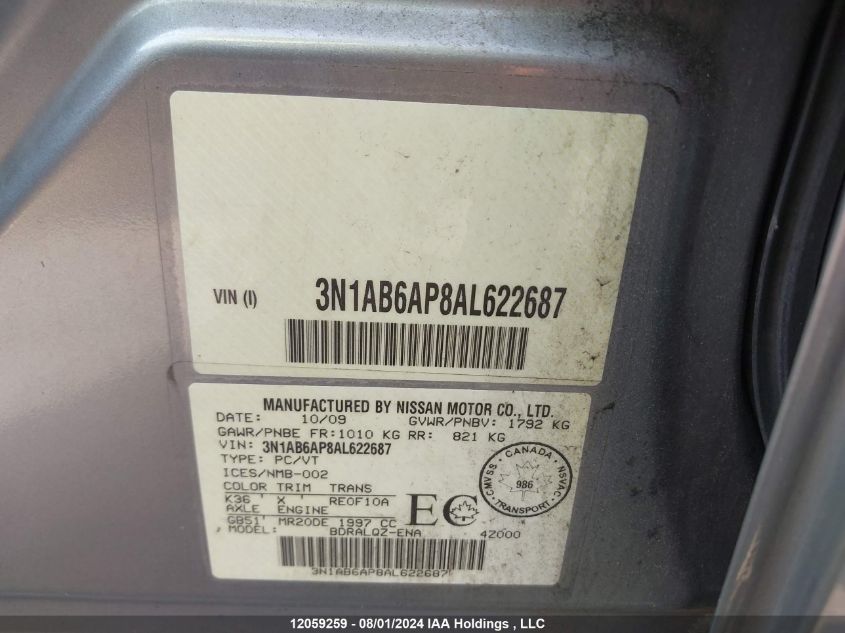 VIN (I) 3N1AB6AP8AL622687
MANUFACTURED BY NISSAN MOTOR CO., LTD.
DATE: 10/09 GVWR/PNBV: 1792 KG
GAWR/PNBE FR:1010 KG RR: 821 KG
VIN: 3N1AB6AP8AL622687
TYPE: PC/VT
ICES/NMB-002
COLOR TRIM TRANS
K36 ' X ' RE0F10A
AXLE ENGINE
GB51' MR20DE 1997 CC
MODEL: BDRALQZ-ENA 42000
3N1AB6AP8AL622687
EC
CANADA
CMVSS · NSVAC
986
TRANSPORT
12059259 - 08/01/2024 IAA Holdings , LLC